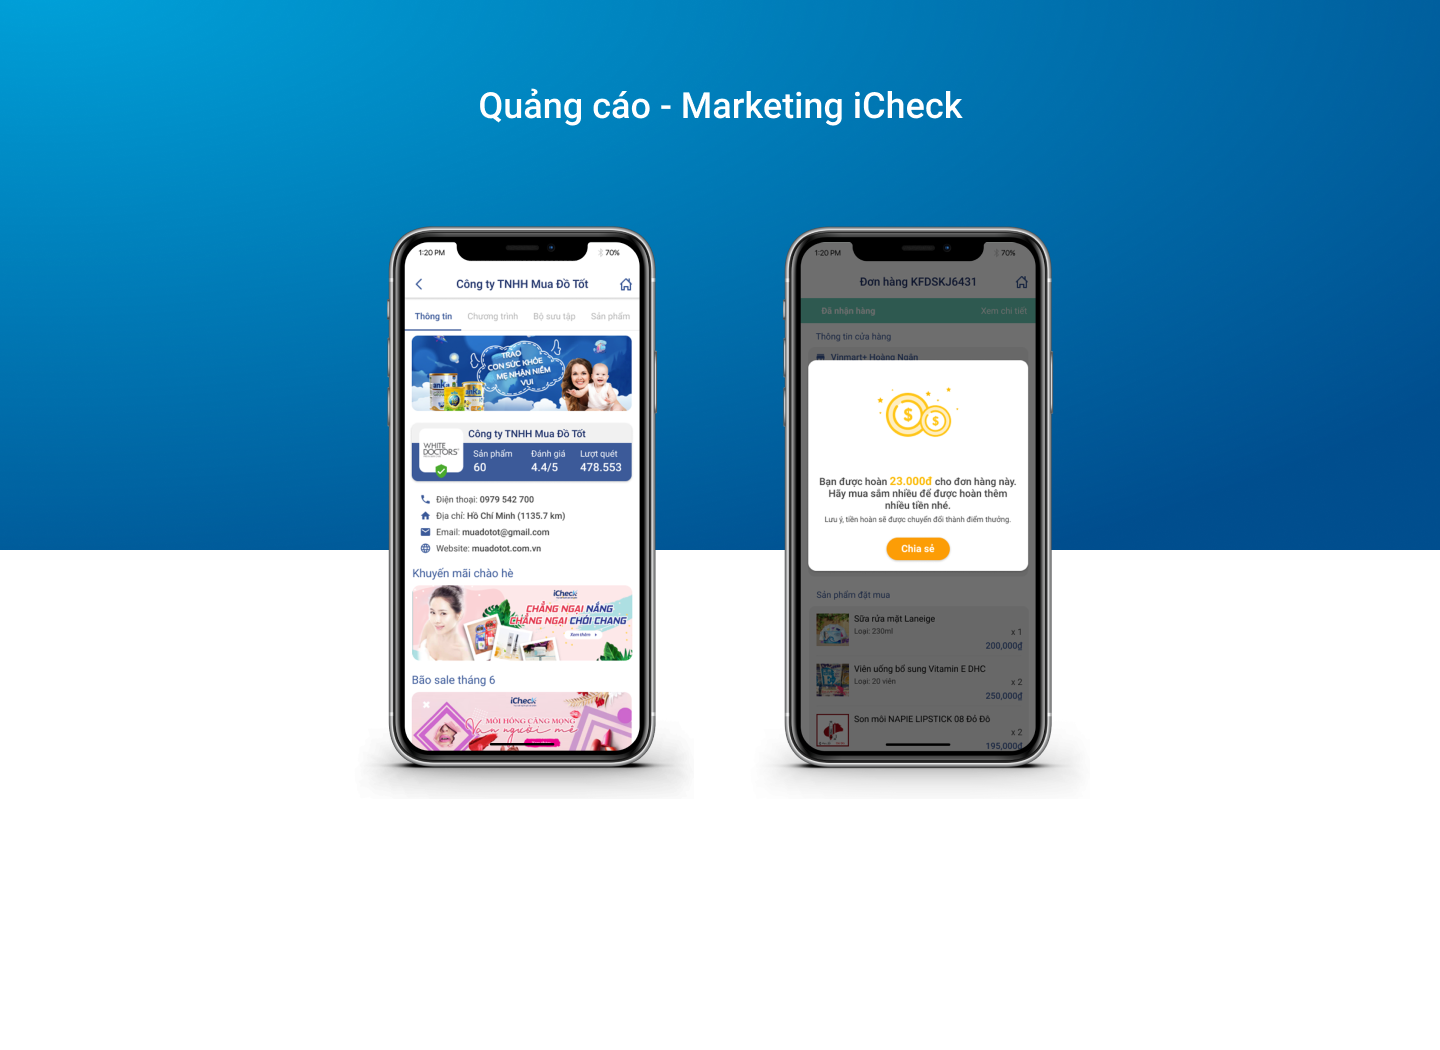 Quảng cáo - Marketing iCheck
1:20 PM
70%
Công ty TNHH Mua Đồ Tốt
Thông tin
Chương trình
Bộ sưu tập
Sản phẩm
TRAO
CON SỨC KHỎE
MẸ NHẬN NIỀM
VUI
WHITE
DOCTORS
Công ty TNHH Mua Đồ Tốt
Sản phẩm
Đánh giá
Lượt quét
60
4.4/5
478.553
Điện thoại: 0979 542 700
Địa chỉ: Hồ Chí Minh (1135.7 km)
Email: muadotot@gmail.com
Website: muadotot.com.vn
Khuyến mãi chào hè
iCheck
CHẲNG NGẠI NẮNG
CHẲNG NGẠI CHÓI CHANG
Xem thêm
Bão sale tháng 6
iCheck
MÔI HỒNG CĂNG MỌNG
Vạn người mê
1:20 PM
70%
Đơn hàng KFDSKJ6431
Đã nhận hàng
Xem chi tiết
Thông tin cửa hàng
Vinmart+ Hoàng Ngân
Bạn được hoàn 23.000đ cho đơn hàng này.
Hãy mua sắm nhiều để được hoàn thêm
nhiều tiền nhé.
Lưu ý, tiền hoàn sẽ được chuyển đổi thành điểm thưởng.
Chia sẻ
Sản phẩm đặt mua
Sữa rửa mặt Laneige
Loại: 230ml
x 1
200,000₫
Viên uống bổ sung Vitamin E DHC
Loại: 20 viên
x 2
250,000₫
Son môi NAPIE LIPSTICK 08 Đỏ Đô
x 2
195,000₫